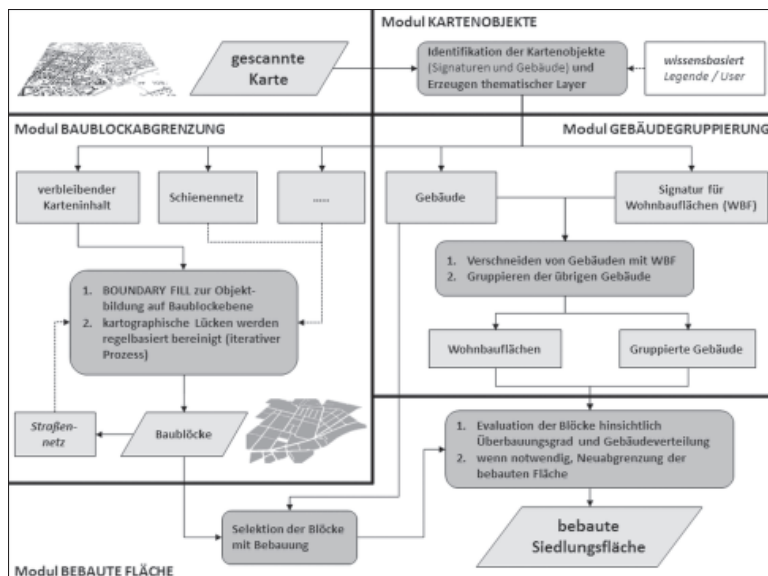 Modul KARTENOBJEKTE
gescannte
Karte
Identifikation der Kartenobjekte
(Signaturen und Gebäude) und
Erzeugen thematischer Layer
wissensbasiert
Legende / User
Modul BAUBLOCKABGRENZUNG
Modul GEBÄUDEGRUPPIERUNG
verbleibender
Karteninhalt
Schienennetz
.....
Gebäude
Signatur für
Wohnbauflächen (WBF)
1. Verschneiden von Gebäuden mit WBF
2. Gruppieren der übrigen Gebäude
1. BOUNDARY FILL zur Objekt-
bildung auf Baublockebene
2. kartographische Lücken werden
regelbasiert bereinigt (iterativer
Prozess)
Wohnbauflächen
Gruppierte Gebäude
Straßen-
netz
Baublöcke
1. Evaluation der Blöcke hinsichtlich
Überbauungsgrad und Gebäudeverteilung
2. wenn notwendig, Neuabgrenzung der
bebauten Fläche
Selektion der Blöcke
mit Bebauung
bebaute
Siedlungsfläche
Modul BEBAUTE FLÄCHE